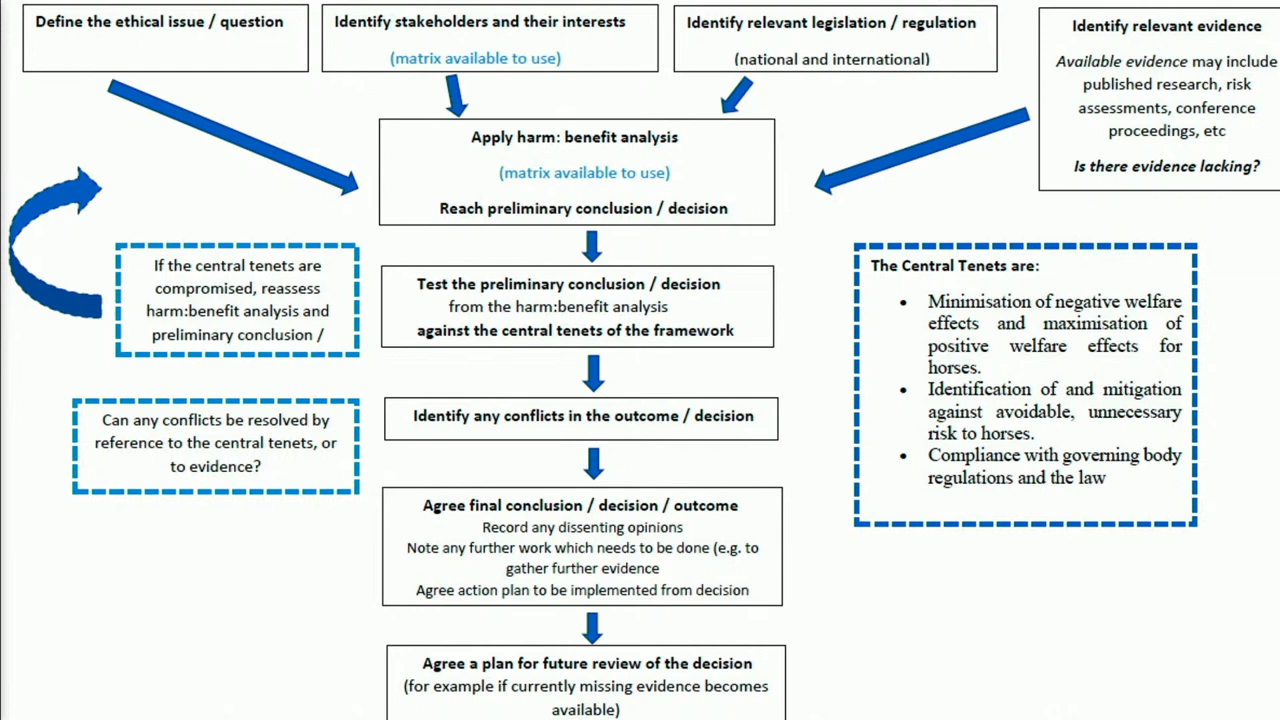 Define the ethical issue / question
Identify stakeholders and their interests
(matrix available to use)
Identify relevant legislation / regulation
(national and international)
Identify relevant evidence
Available evidence may include
published research, risk
assessments, conference
proceedings, etc
Is there evidence lacking?
Apply harm: benefit analysis
(matrix available to use)
Reach preliminary conclusion / decision
If the central tenets are
compromised, reassess
harm:benefit analysis and
preliminary conclusion /
Test the preliminary conclusion / decision
from the harm:benefit analysis
against the central tenets of the framework
The Central Tenets are:
• Minimisation of negative welfare
effects and maximisation of
positive welfare effects for
horses.
• Identification of and mitigation
against avoidable, unnecessary
risk to horses.
• Compliance with governing body
regulations and the law
Can any conflicts be resolved by
reference to the central tenets, or
to evidence?
Identify any conflicts in the outcome / decision
Agree final conclusion / decision / outcome
Record any dissenting opinions
Note any further work which needs to be done (e.g. to
gather further evidence
Agree action plan to be implemented from decision
Agree a plan for future review of the decision
(for example if currently missing evidence becomes
available)